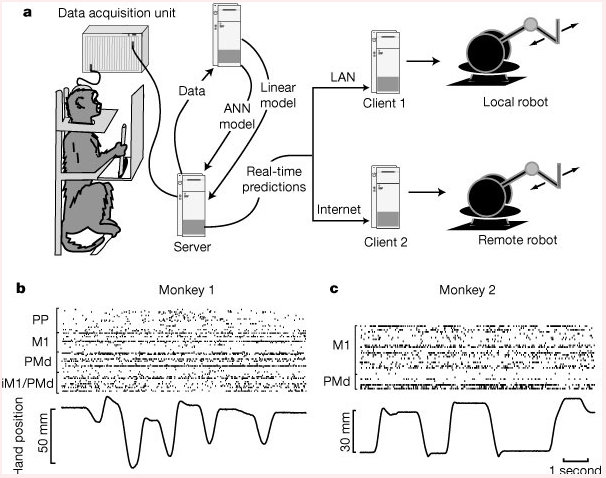 a
Data acquisition unit
Data
ANN
model
Linear
model
Real-time
predictions
Server
LAN
Client 1
Local robot
Internet
Client 2
Remote robot
b
Monkey 1
PP
M1
PMd
iM1/PMd
Hand position
50 mm
c
Monkey 2
M1
PMd
30 mm
1 second